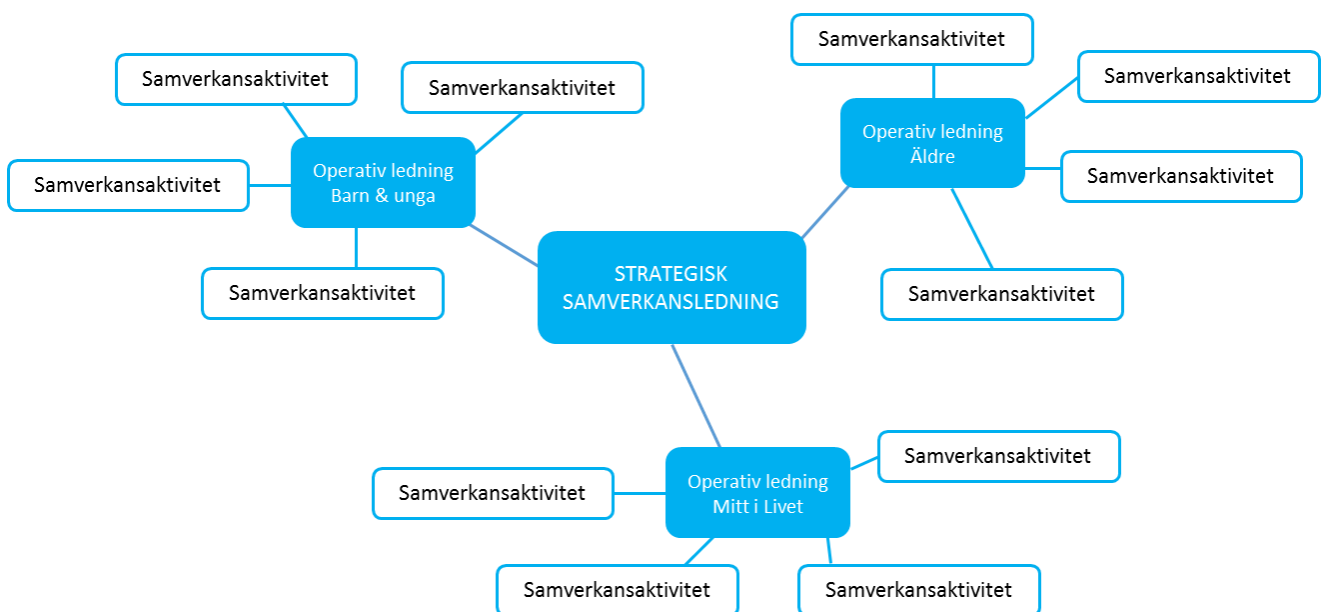 Samverkansaktivitet
Samverkansaktivitet
Samverkansaktivitet
Operativ ledning
Barn & unga
Samverkansaktivitet
Samverkansaktivitet
Samverkansaktivitet
Operativ ledning
Äldre
Samverkansaktivitet
Samverkansaktivitet
STRATEGISK
SAMVERKANSLEDNING
Samverkansaktivitet
Samverkansaktivitet
Operativ ledning
Mitt i Livet
Samverkansaktivitet
Samverkansaktivitet